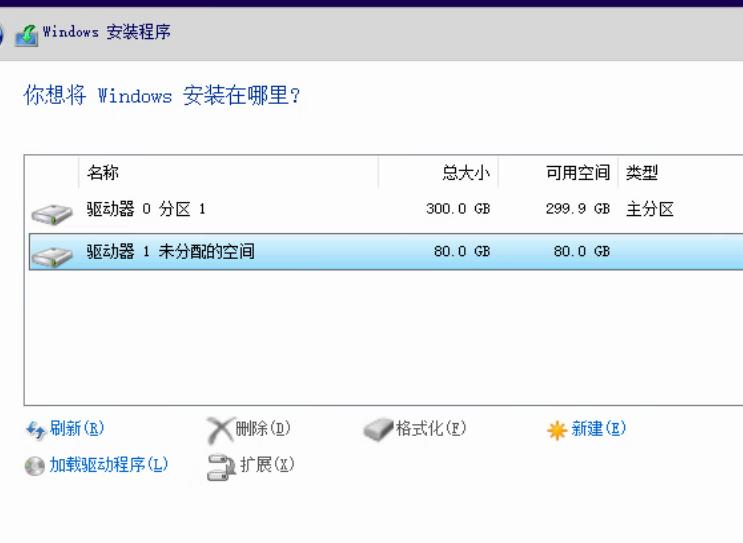 Windows 安装程序
你想将 Windows 安装在哪里?
名称 总大小 可用空间 类型
驱动器 0 分区 1 300.0 GB 299.9 GB 主分区
驱动器 1 未分配的空间 80.0 GB 80.0 GB
刷新(R) 删除(D) 格式化(F) 新建(E)
加载驱动程序(L) 扩展(X)